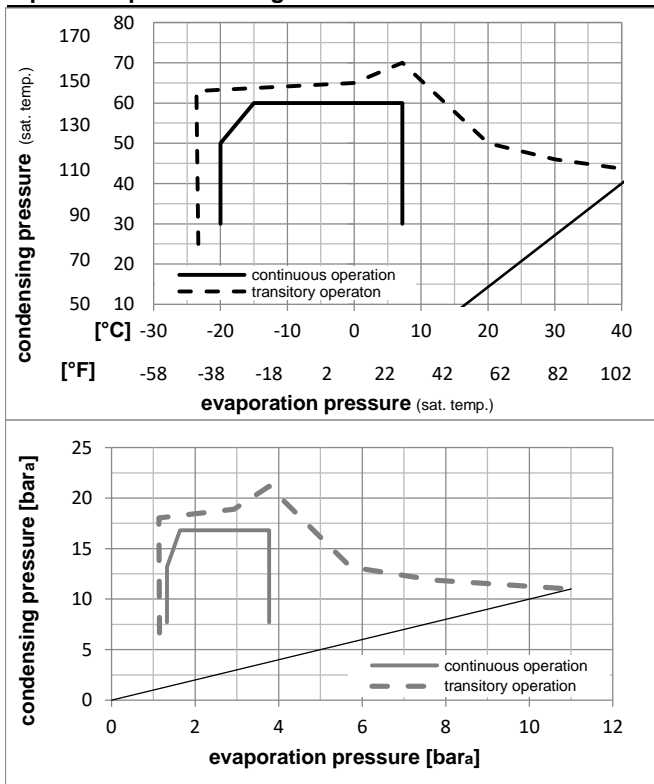 170 80
70
150
60
130
50
110
40
90 30
70 20
50 10
condensing pressure (sat. temp.)
continuous operation
transitory operaton
[°C] -30 -20 -10 0 10 20 30 40
[°F] -58 -38 -18 2 22 42 62 82 102
evaporation pressure (sat. temp.)
25
20
15
10
5
0
condensing pressure [bara]
continuous operation
transitory operation
0 2 4 6 8 10 12
evaporation pressure [bara]